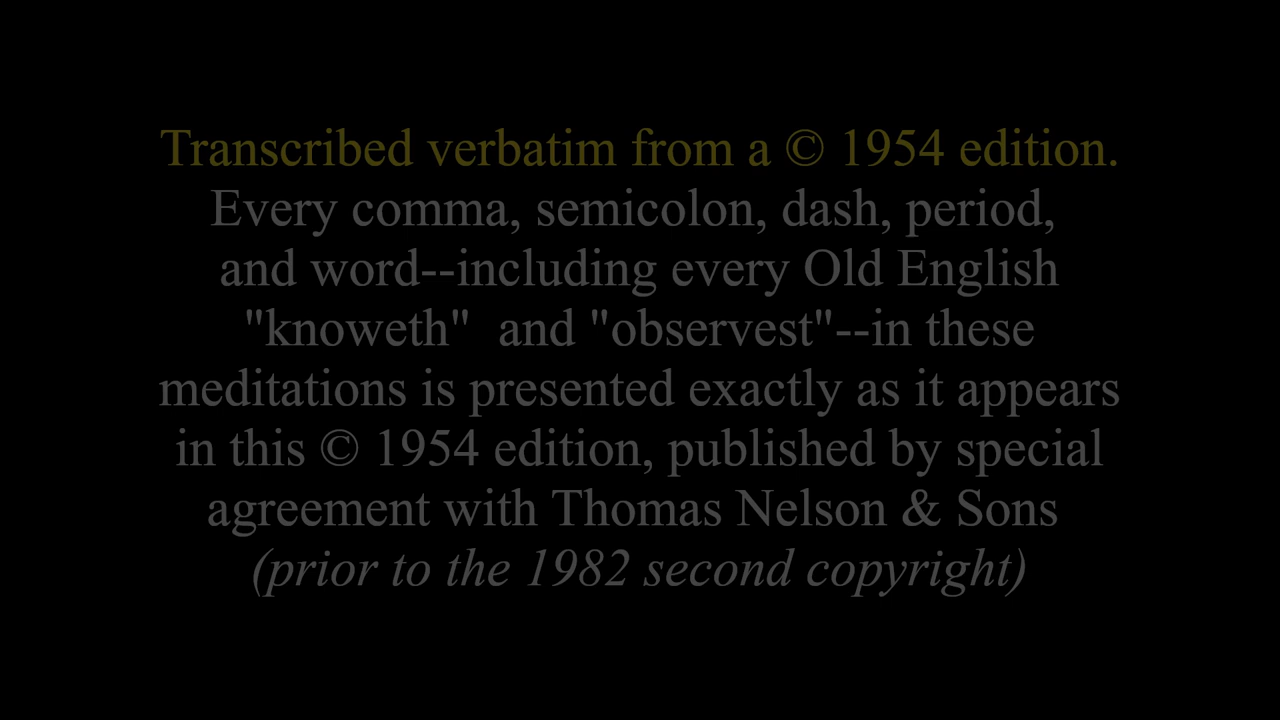 Transcribed verbatim from a © 1954 edition.
Every comma, semicolon, dash, period,
and word--including every Old English
"knoweth"  and "observest"--in these
meditations is presented exactly as it appears
in this © 1954 edition, published by special
agreement with Thomas Nelson & Sons
(prior to the 1982 second copyright)